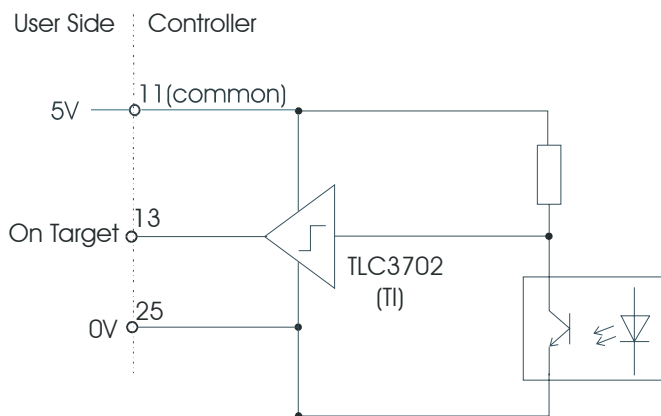 User Side
Controller
11(common)
5V
13
On Target
TLC3702
(TI)
25
0V